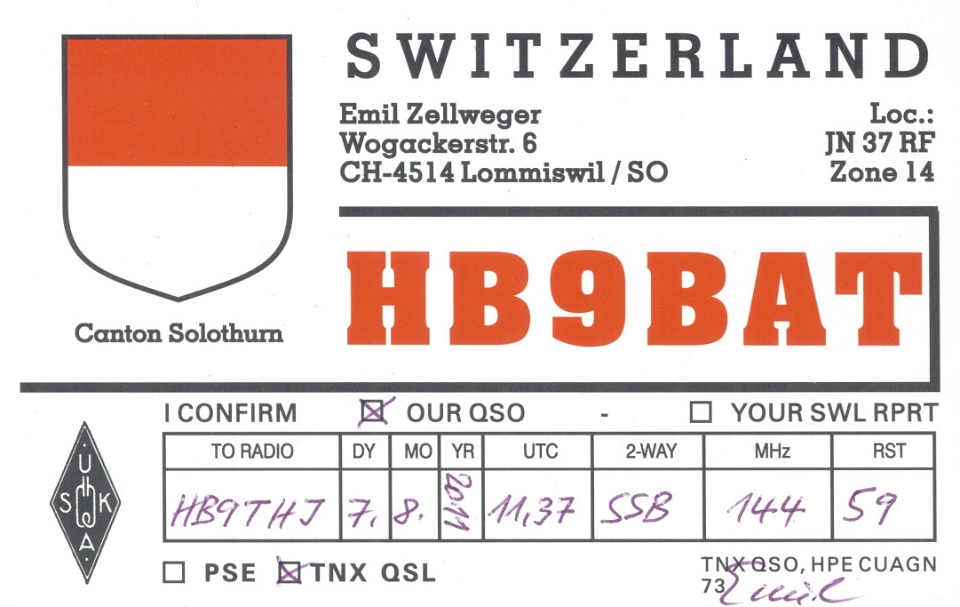 SWITZERLAND
Emil Zellweger
Wogackerstr. 6
CH-4514 Lommiswil / SO
Loc.:
JN 37 RF
Zone 14
Canton Solothurn
HB9BAT
I CONFIRM ☒ OUR QSO - ☐ YOUR SWL RPRT
TO RADIO DY MO YR UTC 2-WAY MHz RST
HB9THJ 7. 8. 2011 11,37 SSB 144 59
USKA
☐ PSE ☒ TNX QSL
TNX QSO, HPE CUAGN
73 Emil